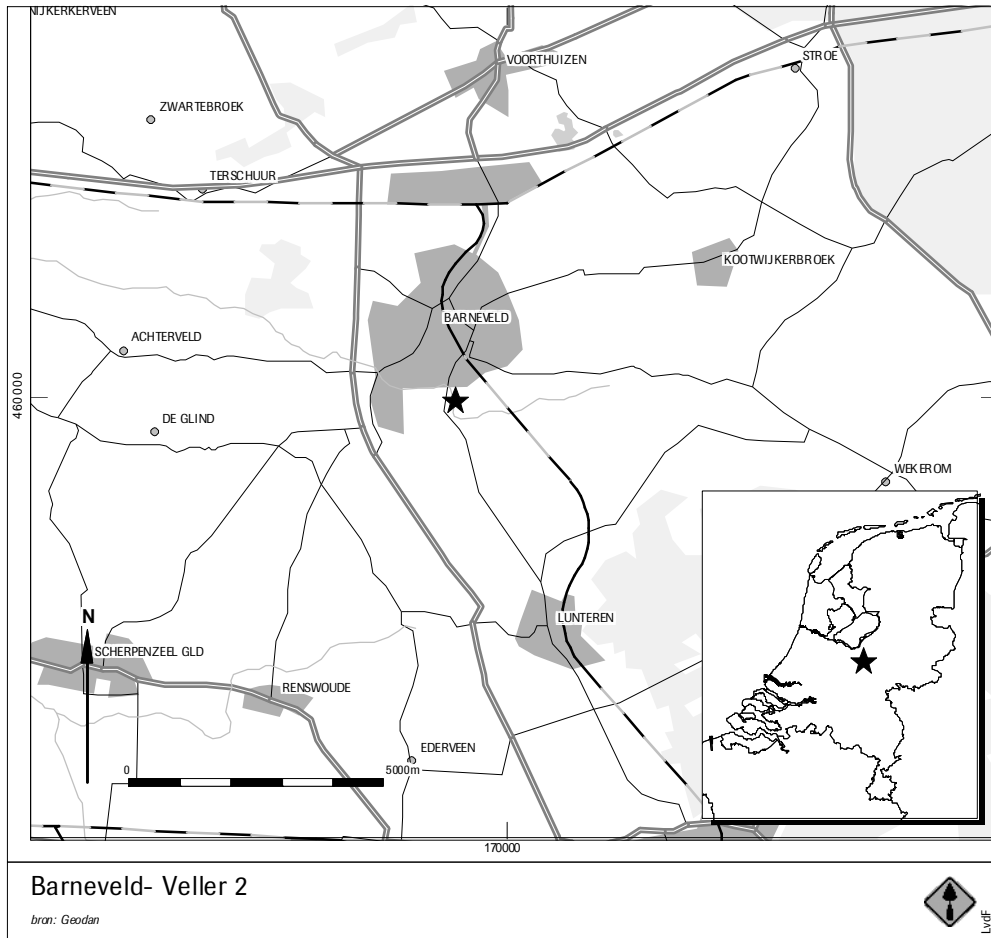 NIJKERKERVEEN
VOORTHUIZEN
STROE
ZWARTEBROEK
TERSCHUUR
KOOTWIJKERBROEK
BARNEVELD
ACHTERVELD
460000
DE GLIND
WEKEROM
N
LUNTEREN
SCHERPENZEEL GLD
RENSWOUDE
EDERVEEN
0
5000m
170000
Barneveld- Veller 2
bron: Geodan
LvdF